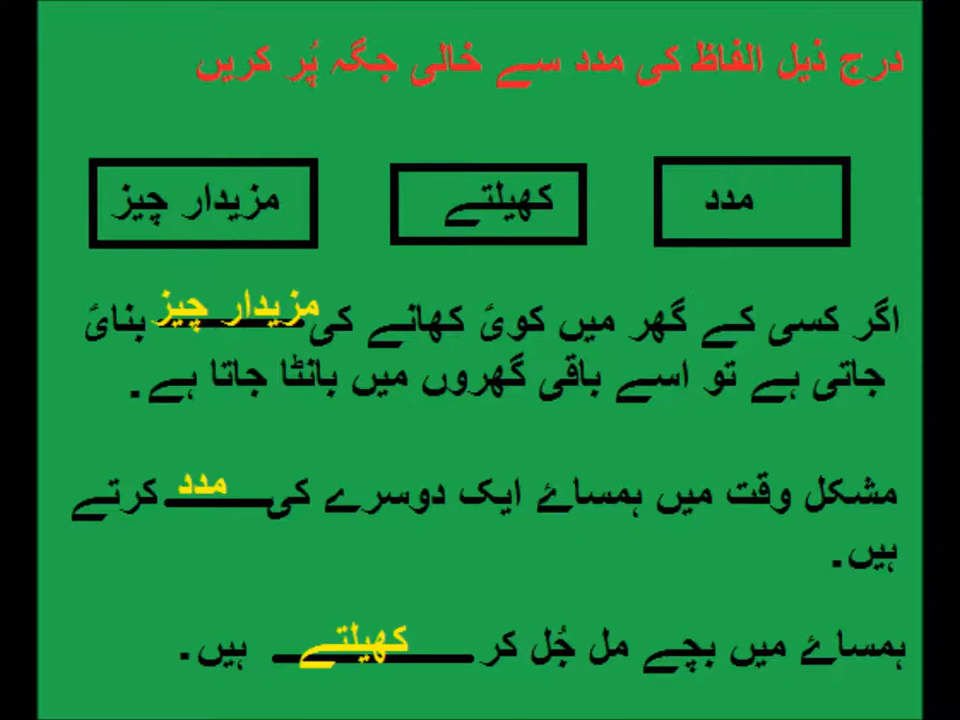 درج ذیل الفاظ کی مدد سے خالی جگہ پُر کریں
مدد کھیلتے مزیدار چیز
اگر کسی کے گھر میں کوئ کھانے کی مزیدار چیز بنائ
جاتی ہے تو اسے باقی گھروں میں بانٹا جاتا ہے۔
مشکل وقت میں ہمساۓ ایک دوسرے کی مدد کرتے
ہیں۔
ہمساۓ میں بچے مل جُل کر کھیلتے ہیں۔